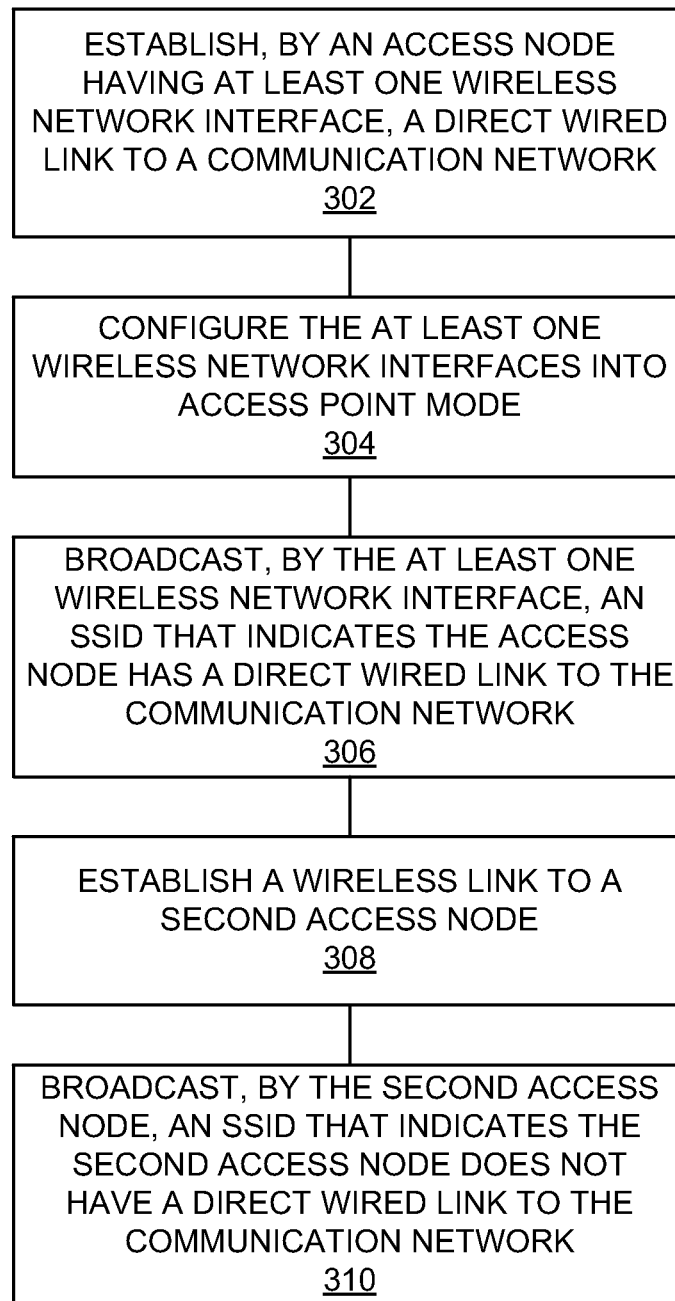 ESTABLISH, BY AN ACCESS NODE
HAVING AT LEAST ONE WIRELESS
NETWORK INTERFACE, A DIRECT WIRED
LINK TO A COMMUNICATION NETWORK
302
CONFIGURE THE AT LEAST ONE
WIRELESS NETWORK INTERFACES INTO
ACCESS POINT MODE
304
BROADCAST, BY THE AT LEAST ONE
WIRELESS NETWORK INTERFACE, AN
SSID THAT INDICATES THE ACCESS
NODE HAS A DIRECT WIRED LINK TO THE
COMMUNICATION NETWORK
306
ESTABLISH A WIRELESS LINK TO A
SECOND ACCESS NODE
308
BROADCAST, BY THE SECOND ACCESS
NODE, AN SSID THAT INDICATES THE
SECOND ACCESS NODE DOES NOT
HAVE A DIRECT WIRED LINK TO THE
COMMUNICATION NETWORK
310